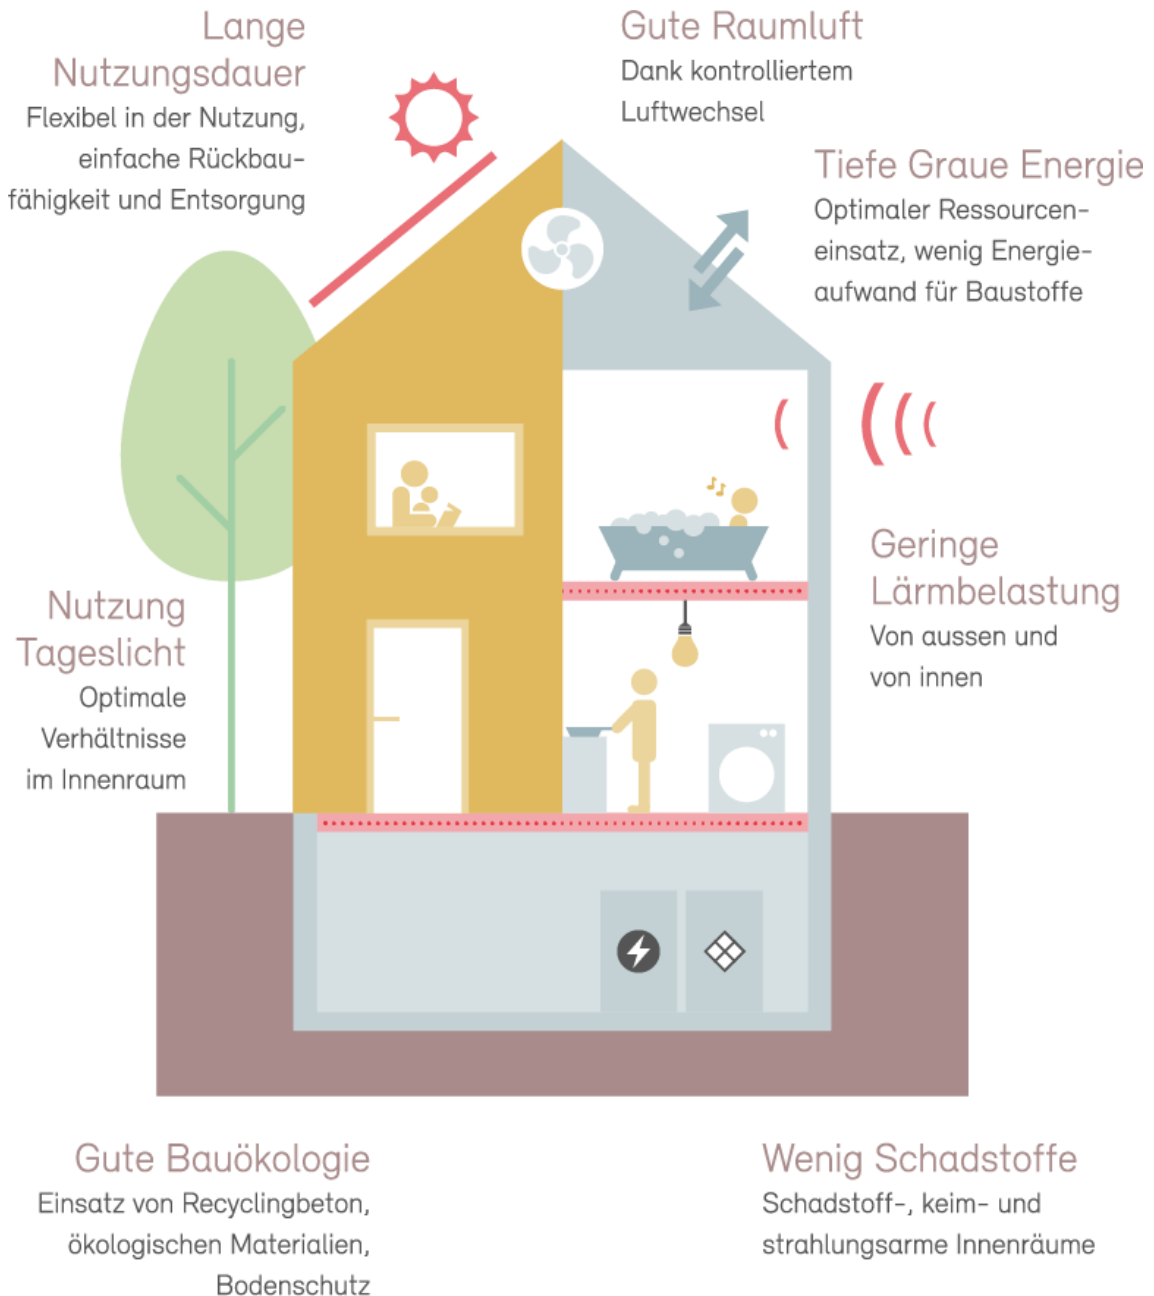 Lange
Nutzungsdauer
Flexibel in der Nutzung,
einfache Rückbau-
fähigkeit und Entsorgung
Gute Raumluft
Dank kontrolliertem
Luftwechsel
Tiefe Graue Energie
Optimaler Ressourcen-
einsatz, wenig Energie-
aufwand für Baustoffe
Geringe
Lärmbelastung
Von aussen und
von innen
Nutzung
Tageslicht
Optimale
Verhältnisse
im Innenraum
Gute Bauökologie
Einsatz von Recyclingbeton,
ökologischen Materialien,
Bodenschutz
Wenig Schadstoffe
Schadstoff-, keim- und
strahlungsarme Innenräume